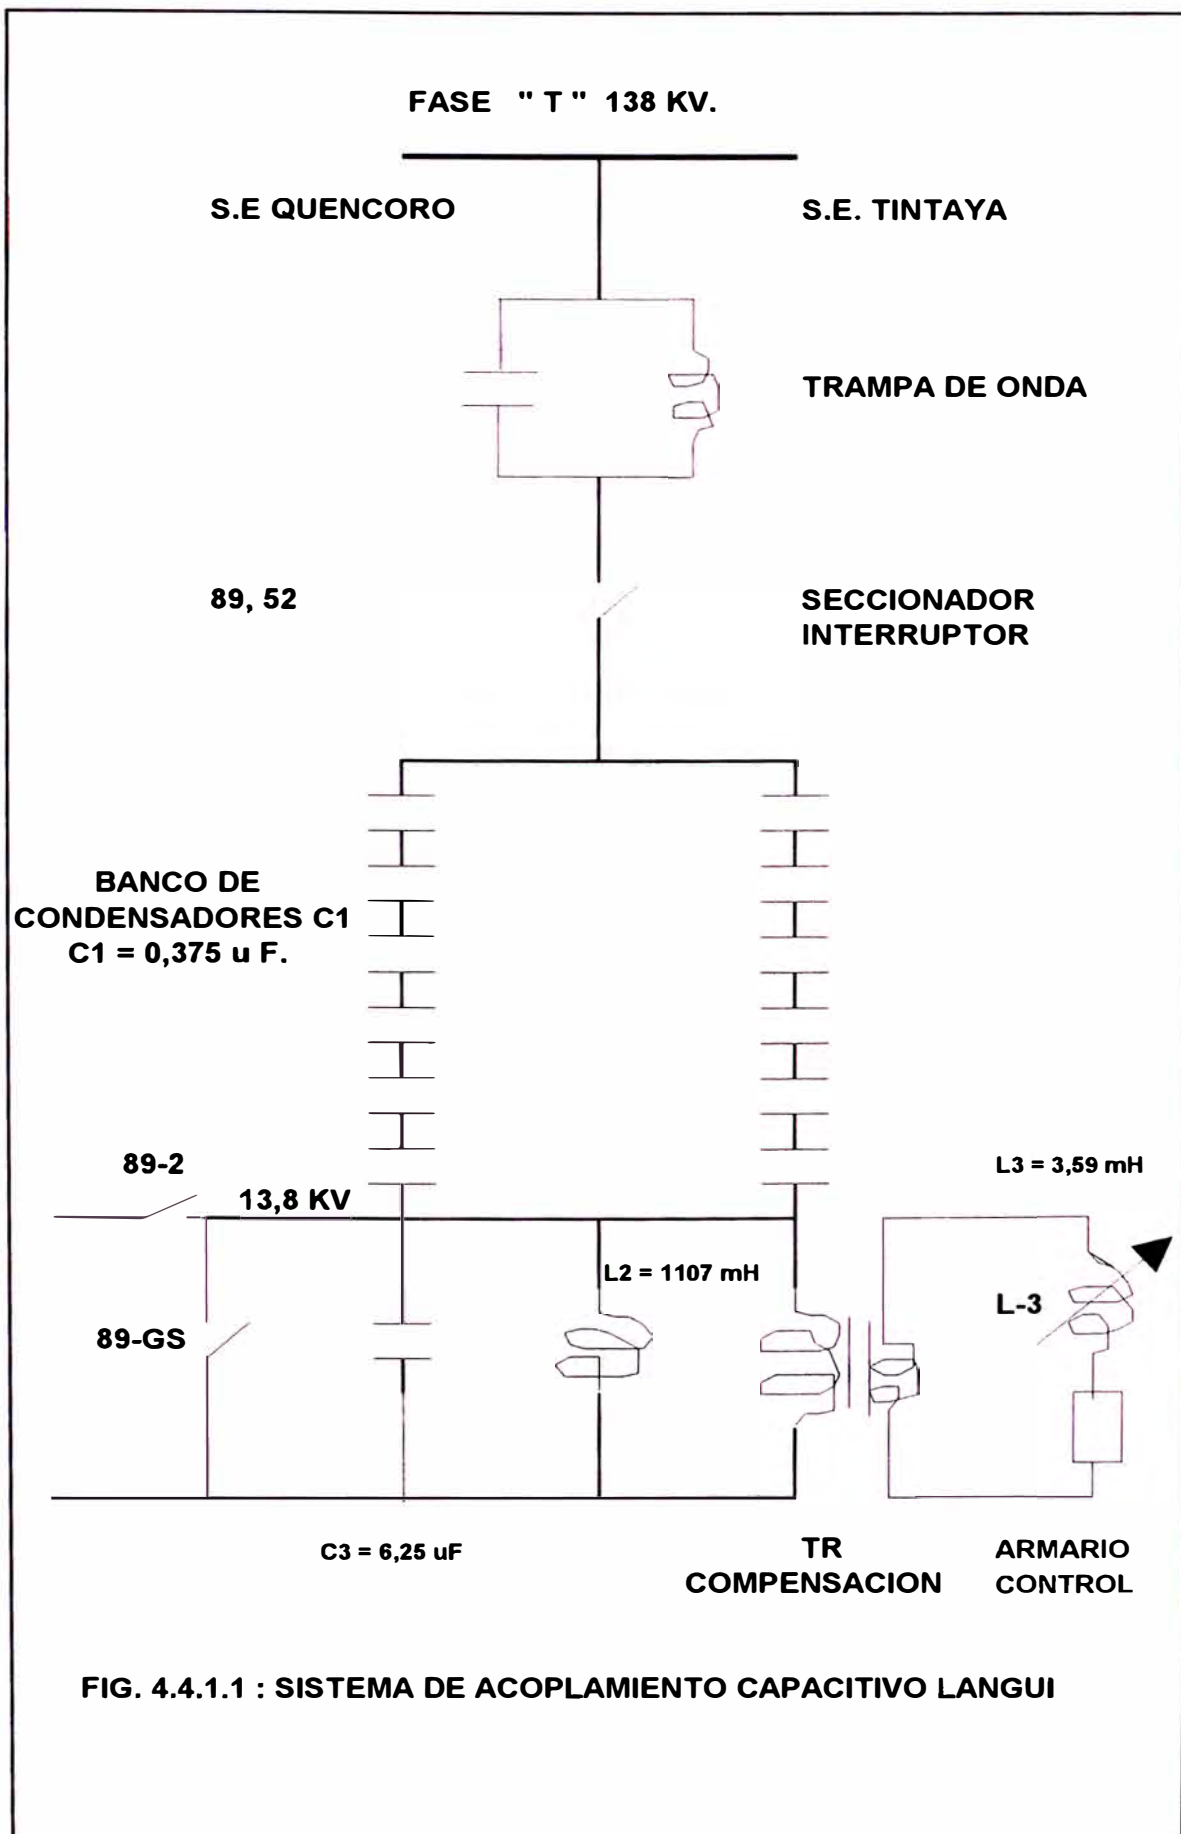 FASE " T " 138 KV.
S.E QUENCORO
S.E. TINTAYA
TRAMPA DE ONDA
89, 52
SECCIONADOR
INTERRUPTOR
BANCO DE
CONDENSADORES C1
C1 = 0,375 u F.
89-2
13,8 KV
L3 = 3,59 mH
L2 = 1107 mH
L-3
89-GS
C3 = 6,25 uF
TR
COMPENSACION
ARMARIO
CONTROL
FIG. 4.4.1.1 : SISTEMA DE ACOPLAMIENTO CAPACITIVO LANGUI